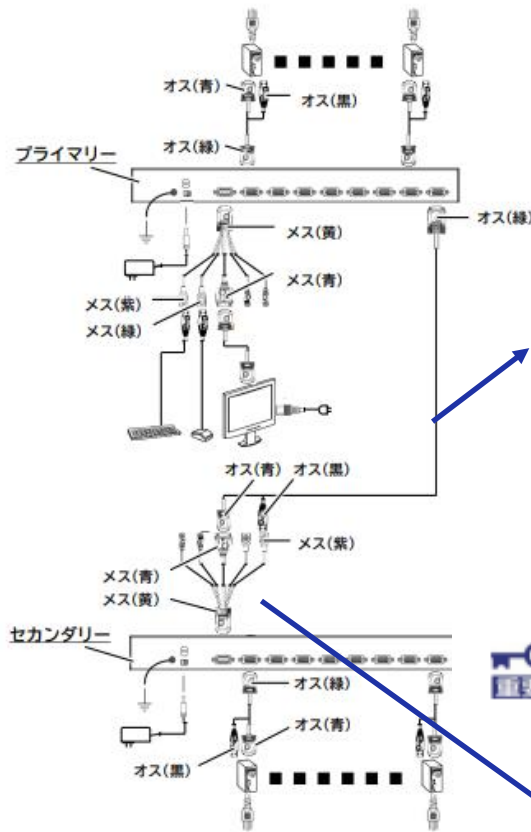 オス(青)
オス(黒)
オス(緑)
プライマリー
オス(緑)
メス(黄)
メス(青)
メス(紫)
メス(緑)
オス(青) オス(黒)
メス(紫)
メス(青)
メス(黄)
セカンダリー
オス(緑)
オス(青)
オス(黒)